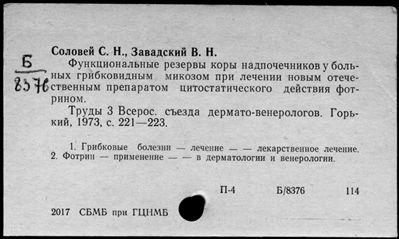 Соловей С. Н., Завадский В. Н.
Б
8376
Функциональные резервы коры надпочечников у боль-
ных грибковидным микозом при лечении новым отече-
ственным препаратом цитостатического действия фот-
рином.
Труды 3 Всерос. съезда дермато-венерологов. Горь-
кий, 1973, с. 221—223.
1. Грибковые болезни — лечение — — лекарственное лечение.
2. Фотрин — применение — — в дерматологии и венерологии.
П-4 Б/8376 114
2017 СБМБ при ГЦНМБ